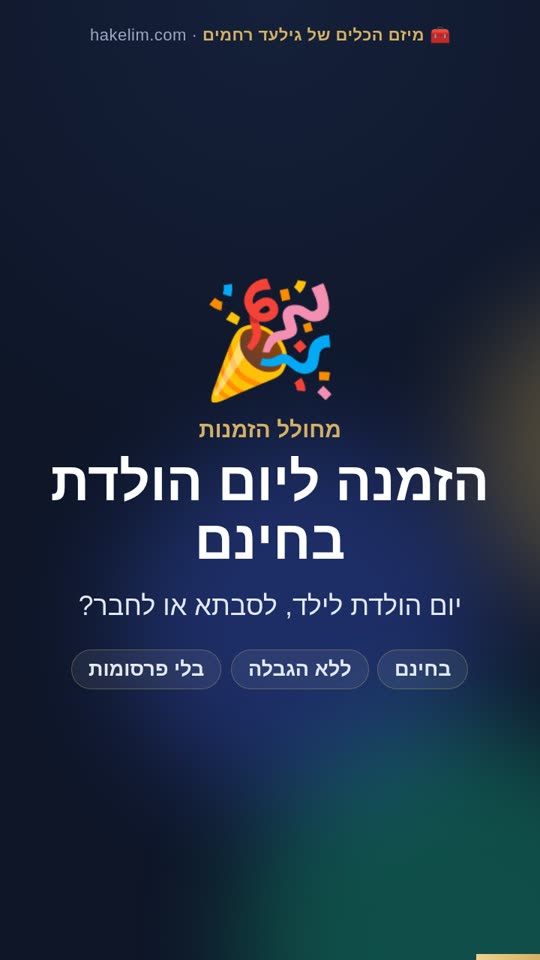 מיזם הכלים של גילעד רחמים · hakelim.com
מחולל הזמנות
הזמנה ליום הולדת
בחינם
יום הולדת לילד, לסבתא או לחבר?
בחינם
ללא הגבלה
בלי פרסומות